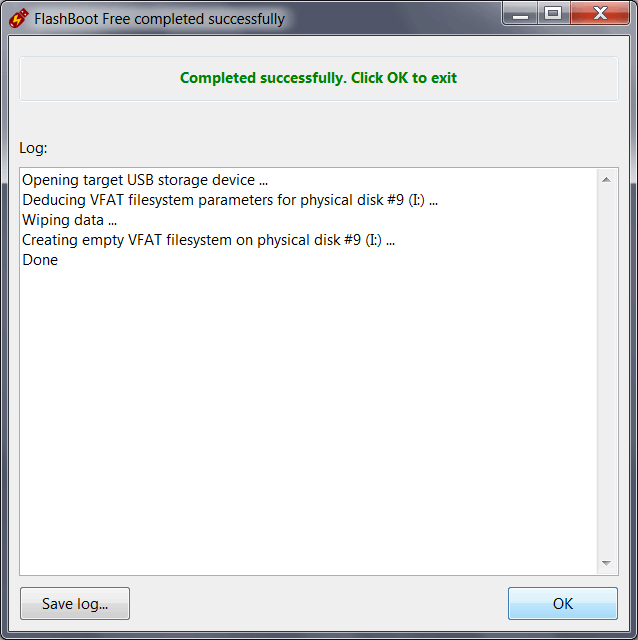 FlashBoot Free completed successfully
Completed successfully. Click OK to exit
Log:
Opening target USB storage device ...
Deducing VFAT filesystem parameters for physical disk #9 (I:) ...
Wiping data ...
Creating empty VFAT filesystem on physical disk #9 (I:) ...
Done
Save log...
OK